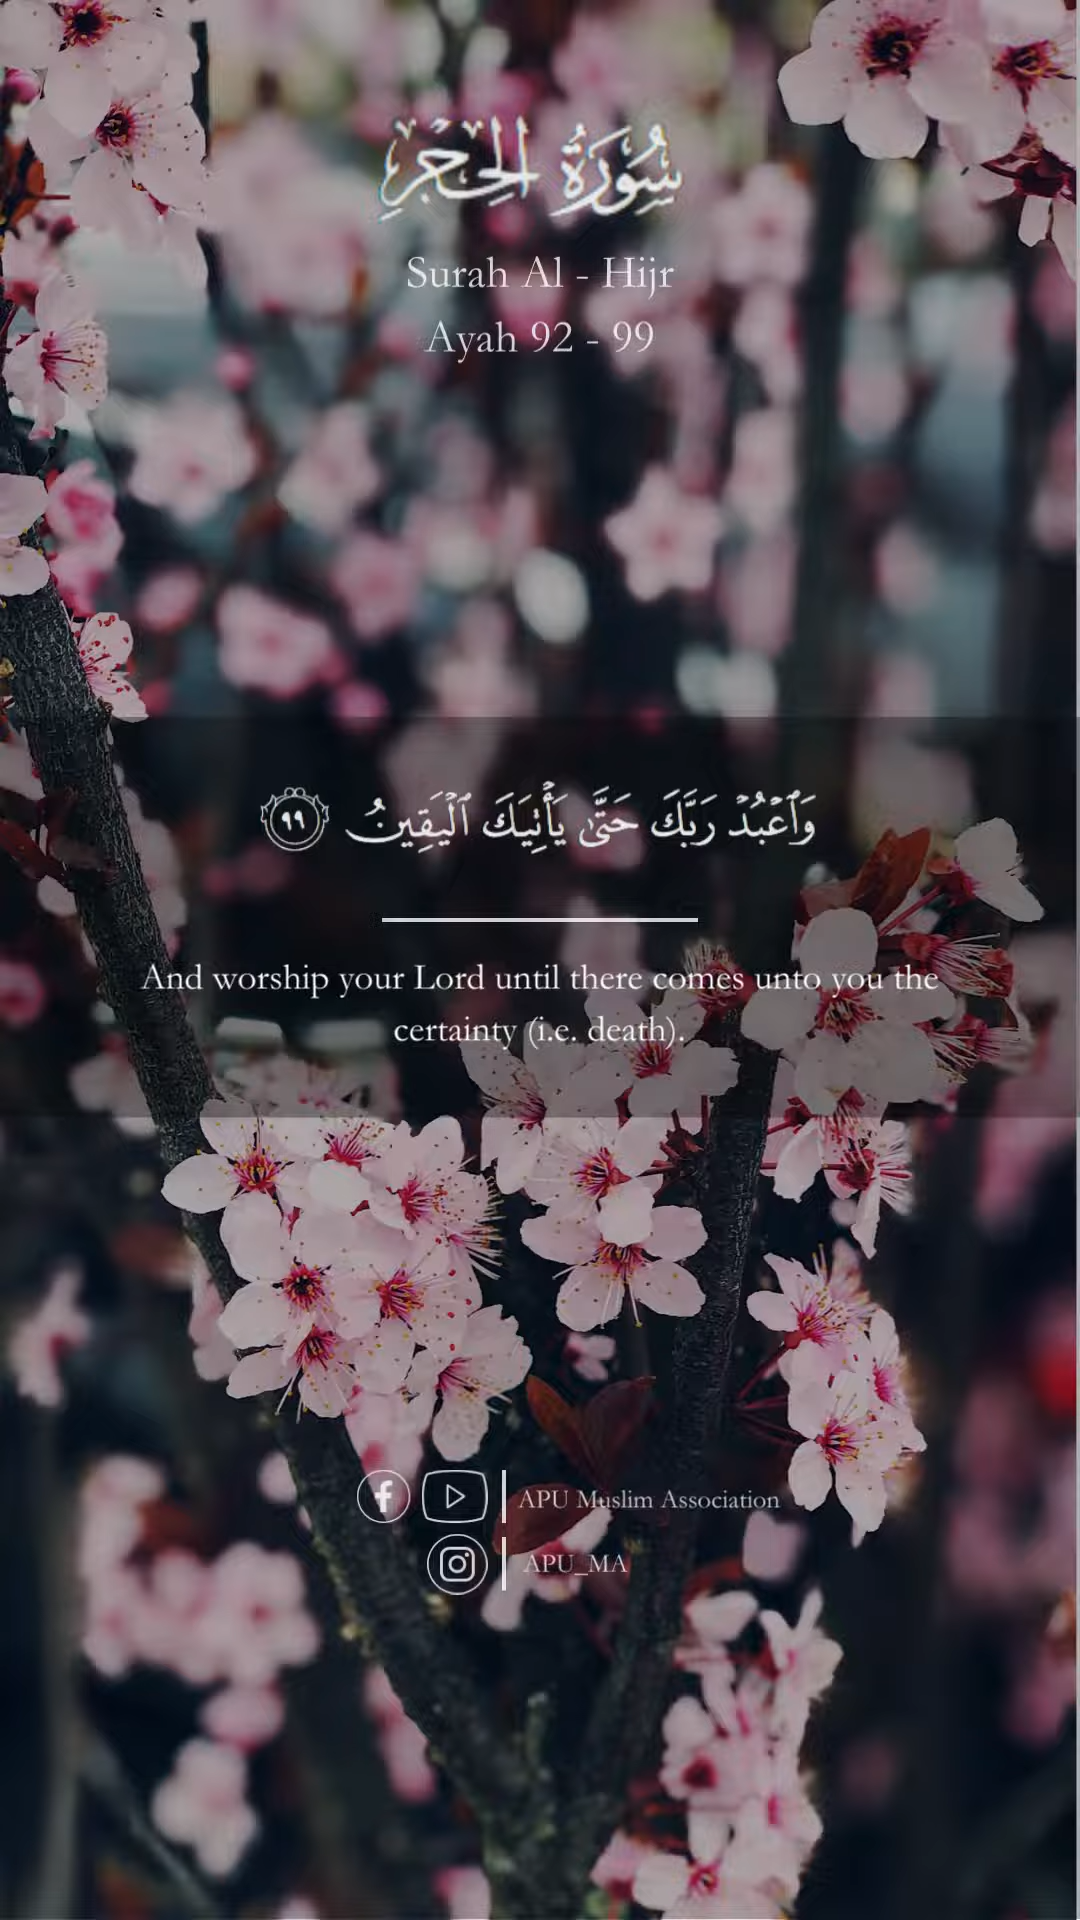 سُورَةُ الحِجْرِ
Surah Al - Hijr
Ayah 92 - 99
وَٱعْبُدْ رَبَّكَ حَتَّىٰ يَأْتِيَكَ ٱلْيَقِينُ ٩٩
And worship your Lord until there comes unto you the
certainty (i.e. death).
APU Muslim Association
APU_MA